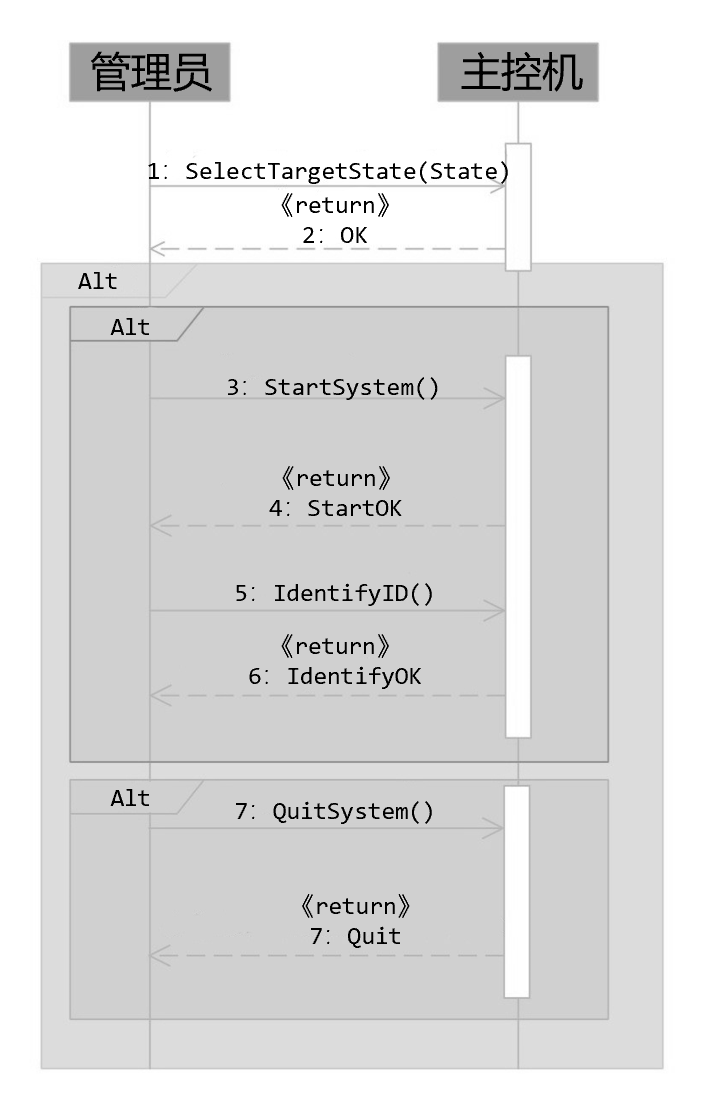 管理员
主控机
1: SelectTargetState(State)
《return》
2: OK
Alt
Alt
3: StartSystem()
《return》
4: StartOK
5: IdentifyID()
《return》
6: IdentifyOK
Alt
7: QuitSystem()
《return》
7: Quit